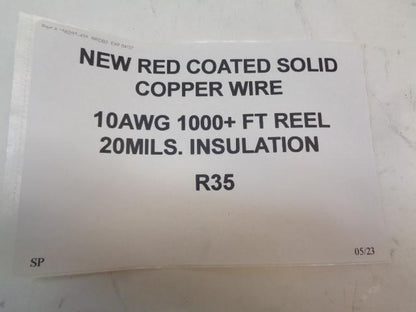 NEW RED COATED SOLID
COPPER WIRE
10AWG 1000+ FT REEL
20MILS. INSULATION
R35
SP
05/23